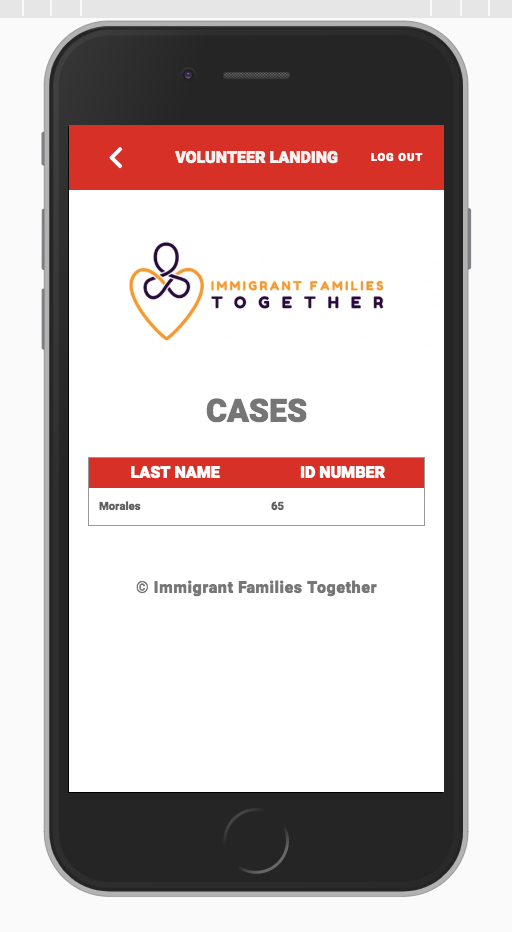 VOLUNTEER LANDING LOG OUT
IMMIGRANT FAMILIES
TOGETHER
CASES
LAST NAME ID NUMBER
Morales 65
© Immigrant Families Together